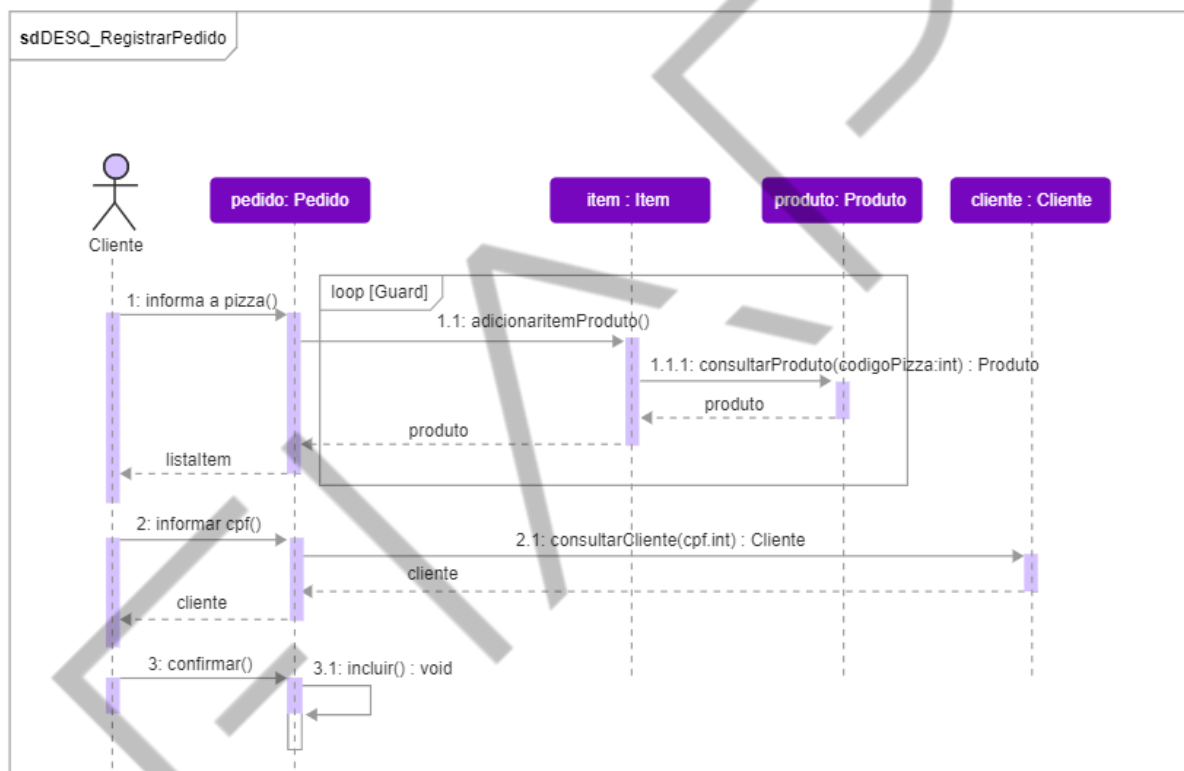 sdDESQ_RegistrarPedido
Cliente
pedido: Pedido
item : Item
produto: Produto
cliente : Cliente
loop [Guard]
1: informa a pizza()
1.1: adicionaritemProduto()
1.1.1: consultarProduto(codigoPizza:int) : Produto
produto
produto
listaItem
2: informar cpf()
2.1: consultarCliente(cpf.int) : Cliente
cliente
cliente
3: confirmar()
3.1: incluir() : void